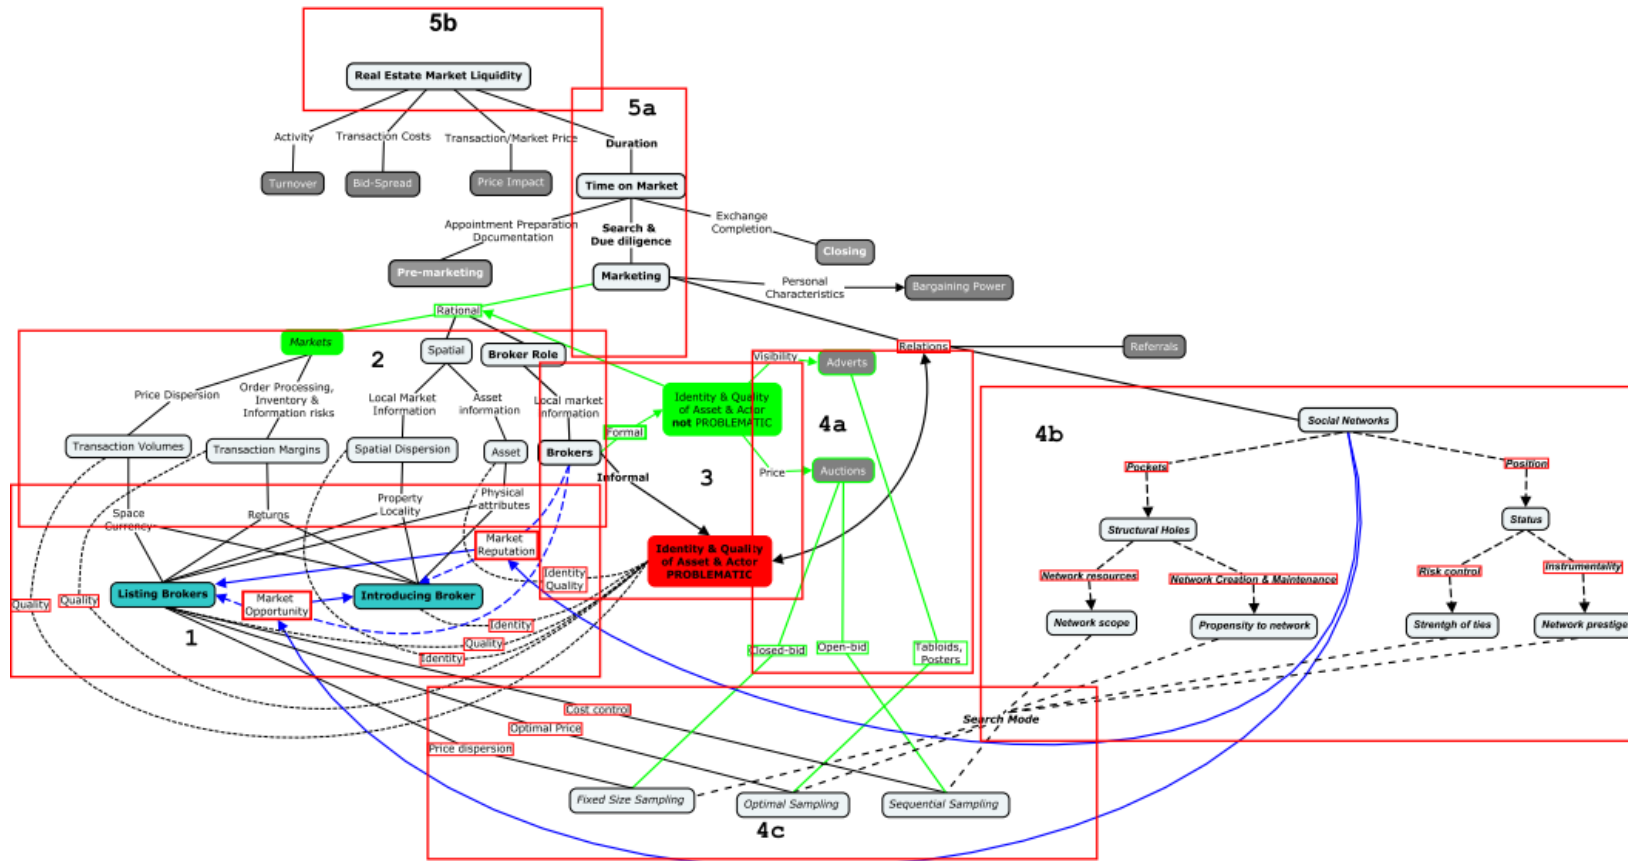 5b
Real Estate Market Liquidity
5a
Activity
Transaction Costs
Transaction/Market Price
Duration
Turnover
Bid-Spread
Price Impact
Time on Market
Appointment Preparation
Documentation
Search &
Due diligence
Exchange
Completion
Closing
Pre-marketing
Marketing
Personal
Characteristics
Bargaining Power
Rational
Markets
2
Spatial
Broker Role
Relations
Referrals
Visibility
Adverts
Price Dispersion
Order Processing,
Inventory &
Information risks
Local Market
Information
Asset
information
Local market
information
Identity & Quality
of Asset & Actor
not PROBLEMATIC
4a
4b
Social Networks
Formal
Transaction Volumes
Transaction Margins
Spatial Dispersion
Asset
Brokers
Informal
3
Price
Auctions
Pockets
Position
Space
Currency
Returns
Property
Locality
Physical
attributes
Structural Holes
Status
Market
Reputation
Identity & Quality
of Asset & Actor
PROBLEMATIC
Identity
Quality
Network resources
Network Creation & Maintenance
Risk control
Instrumentality
Quality
Quality
Listing Brokers
Market
Opportunity
Introducing Broker
1
Identity
Quality
Identity
Network scope
Propensity to network
Strentgh of ties
Network prestige
Closed-bid
Open-bid
Tabloids,
Posters
Cost control
Optimal Price
Price dispersion
Search Mode
Fixed Size Sampling
Optimal Sampling
Sequential Sampling
4c